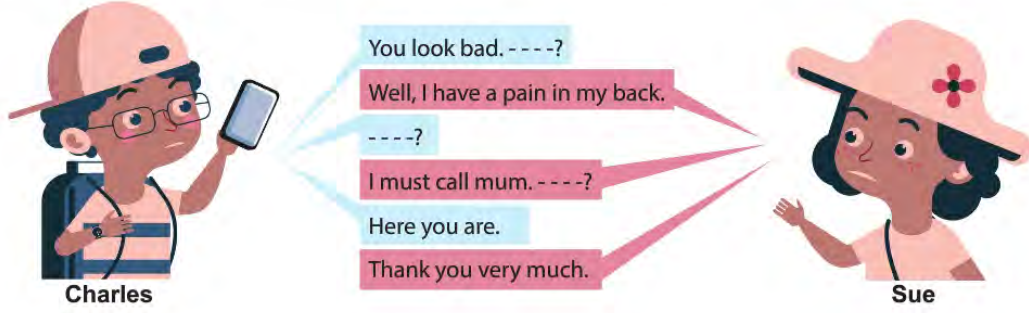 You look bad. - - - -?
Well, I have a pain in my back.
- - - -?
I must call mum. - - - -?
Here you are.
Thank you very much.
Charles
Sue